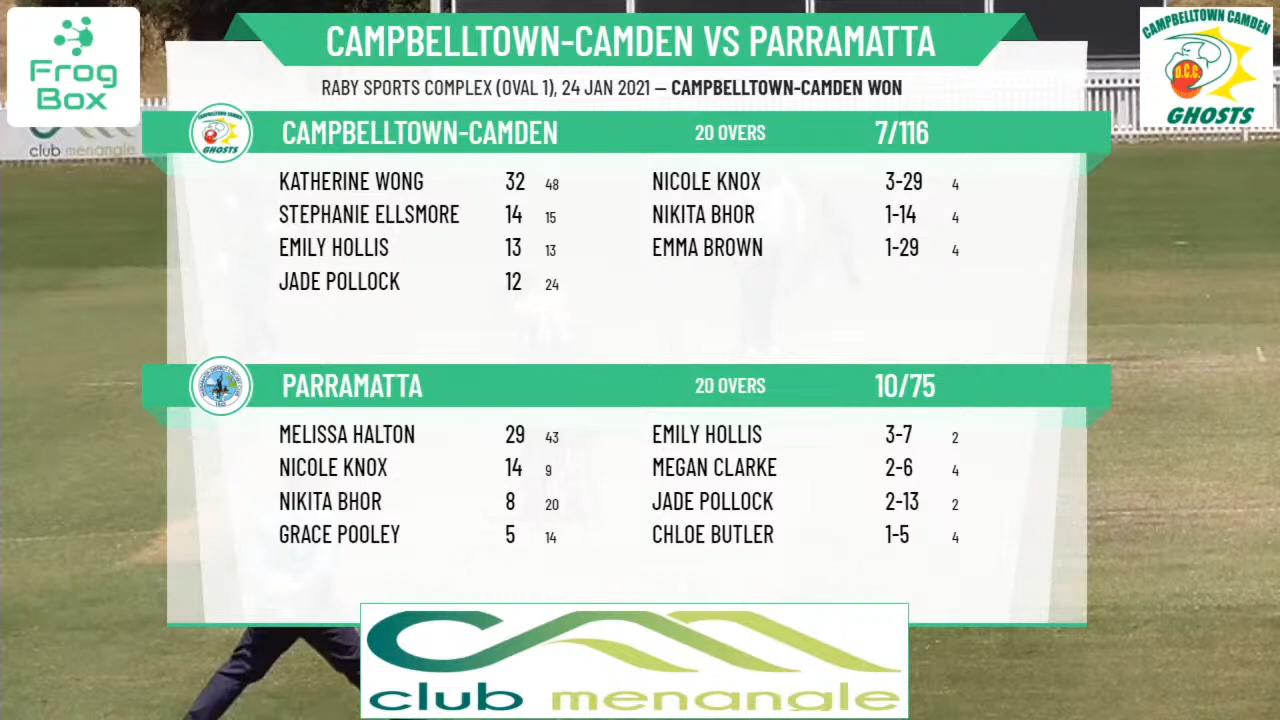 CAMPBELLTOWN-CAMDEN VS PARRAMATTA
RABY SPORTS COMPLEX (OVAL 1), 24 JAN 2021 – CAMPBELLTOWN-CAMDEN WON
Frog
Box
CAMPBELLTOWN CAMDEN
D.C.C.
GHOSTS
club menangle
CAMPBELLTOWN CAMDEN
GHOSTS
CAMPBELLTOWN-CAMDEN 20 OVERS 7/116
KATHERINE WONG 32 48 NICOLE KNOX 3-29 4
STEPHANIE ELLSMORE 14 15 NIKITA BHOR 1-14 4
EMILY HOLLIS 13 13 EMMA BROWN 1-29 4
JADE POLLOCK 12 24
PARRAMATTA 20 OVERS 10/75
MELISSA HALTON 29 43 EMILY HOLLIS 3-7 2
NICOLE KNOX 14 9 MEGAN CLARKE 2-6 4
NIKITA BHOR 8 20 JADE POLLOCK 2-13 2
GRACE POOLEY 5 14 CHLOE BUTLER 1-5 4
club menangle